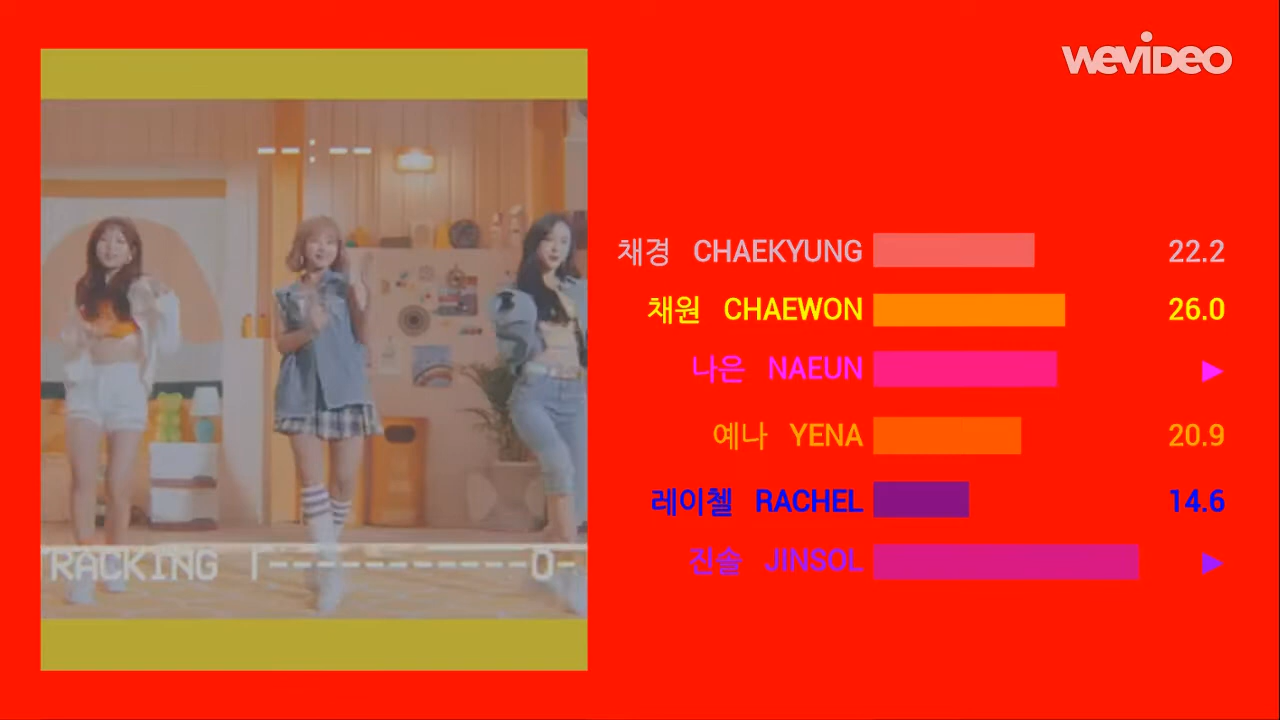 WEVIDEO
--:--
채경 CHAEKYUNG 22.2
채원 CHAEWON 26.0
나은 NAEUN ▶
예나 YENA 20.9
레이첼 RACHEL 14.6
진솔 JINSOL ▶
RACKING